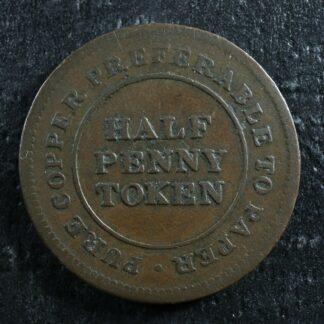 PURE COPPER PREFERABLE TO PAPER ·
HALF
PENNY
TOKEN